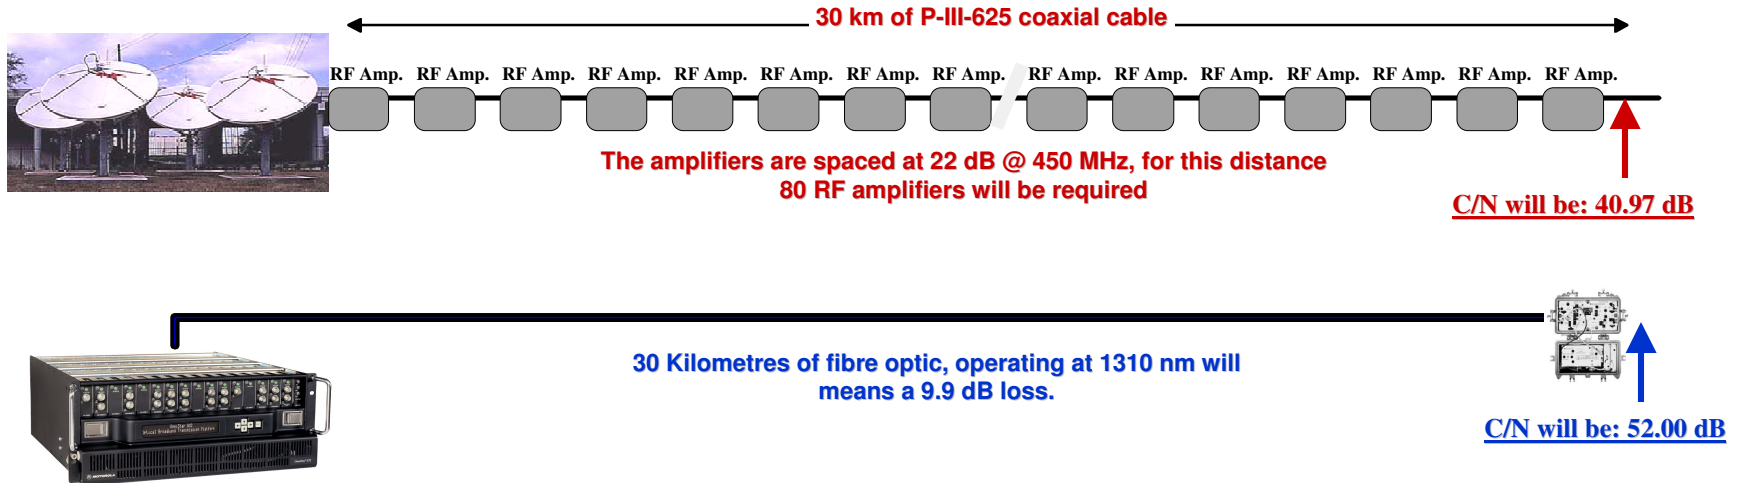 30 km of P-III-625 coaxial cable
RF Amp. RF Amp. RF Amp. RF Amp. RF Amp. RF Amp. RF Amp. RF Amp. RF Amp. RF Amp. RF Amp. RF Amp. RF Amp. RF Amp. RF Amp.
The amplifiers are spaced at 22 dB @ 450 MHz, for this distance
80 RF amplifiers will be required
C/N will be: 40.97 dB
30 Kilometres of fibre optic, operating at 1310 nm will
means a 9.9 dB loss.
C/N will be: 52.00 dB
MOTOROLA